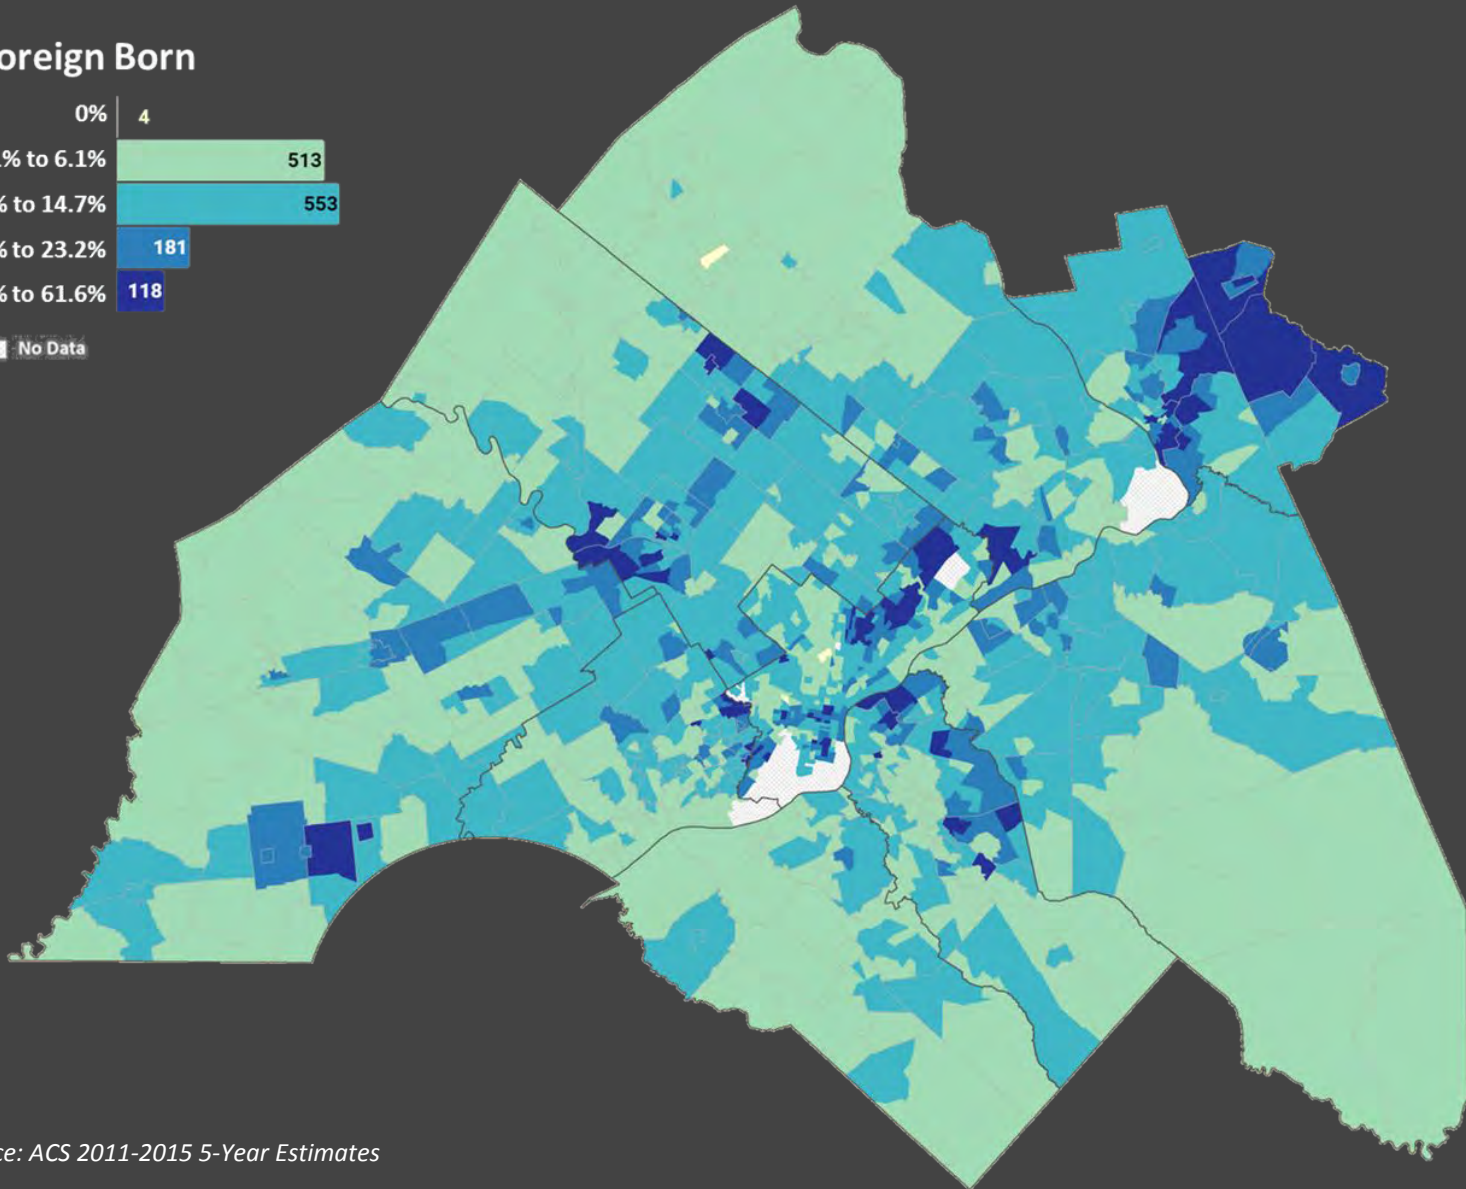 oreign Born
0% 4
% to 6.1% 513
% to 14.7% 553
% to 23.2% 181
% to 61.6% 118
No Data
ce: ACS 2011-2015 5-Year Estimates